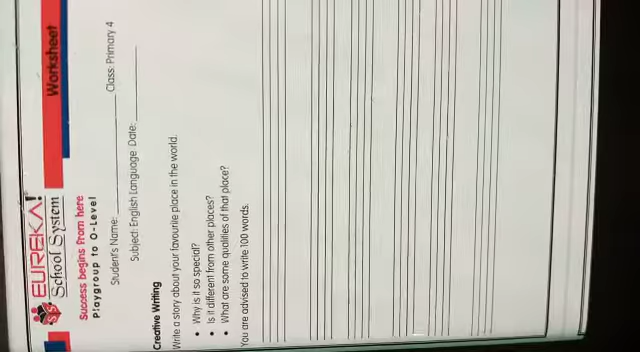 EUREKA!
School System
Worksheet
Success begins from here
Playgroup to O-Level
Student's Name: Class: Primary 4
Subject: English Language Date:
Creative Writing
Write a story about your favourite place in the world.
• Why is it so special?
• Is it different from other places?
• What are some qualities of that place?
You are advised to write 100 words.